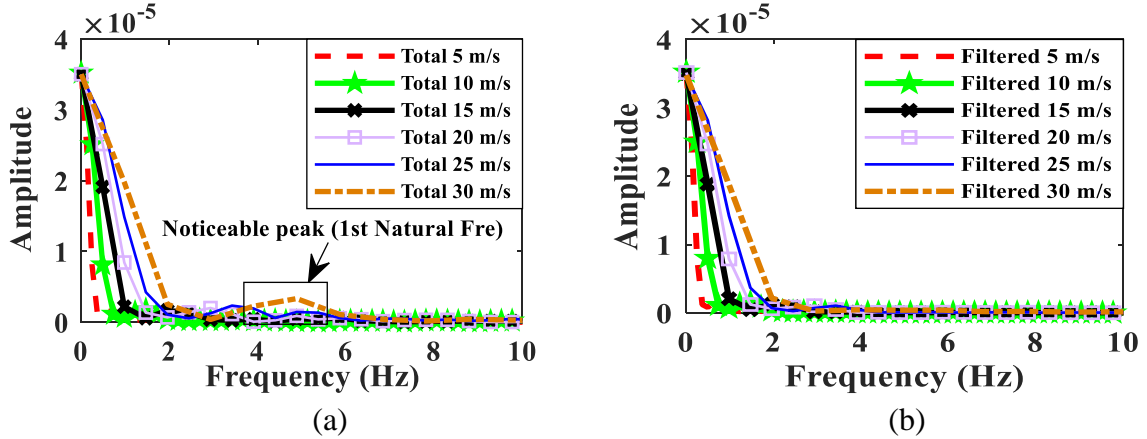 ×10⁻⁵
4
3
2
1
0
Amplitude
Total 5 m/s
Total 10 m/s
Total 15 m/s
Total 20 m/s
Total 25 m/s
Total 30 m/s
Noticeable peak (1st Natural Fre)
0 2 4 6 8 10
Frequency (Hz)
(a)
×10⁻⁵
4
3
2
1
0
Amplitude
Filtered 5 m/s
Filtered 10 m/s
Filtered 15 m/s
Filtered 20 m/s
Filtered 25 m/s
Filtered 30 m/s
0 2 4 6 8 10
Frequency (Hz)
(b)